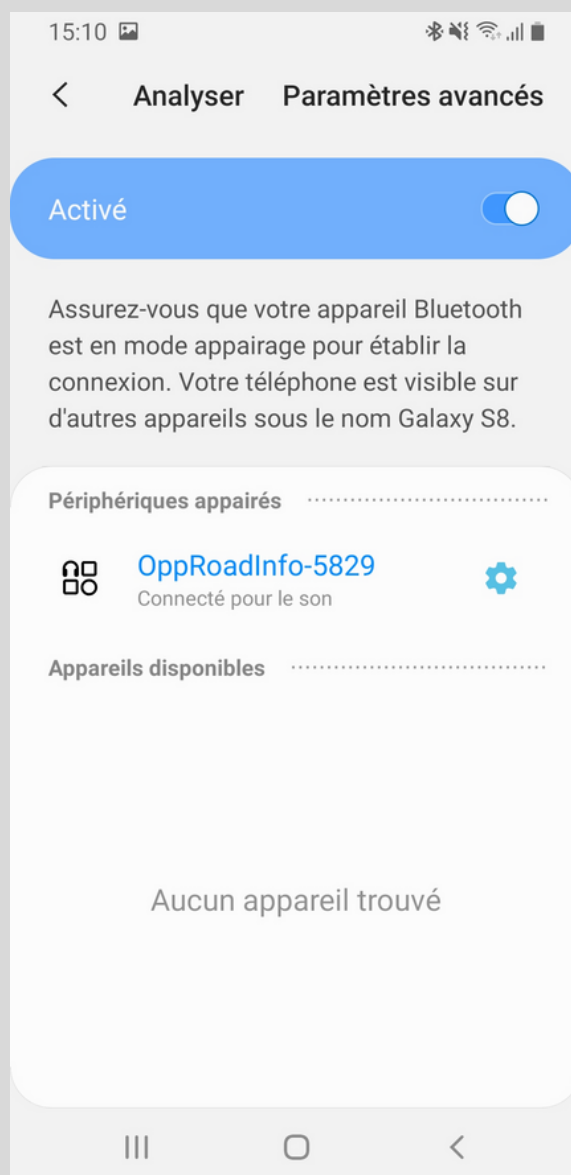 15:10
Analyser Paramètres avancés
Activé
Assurez-vous que votre appareil Bluetooth
est en mode appairage pour établir la
connexion. Votre téléphone est visible sur
d'autres appareils sous le nom Galaxy S8.
Périphériques appairés
OppRoadInfo-5829
Connecté pour le son
Appareils disponibles
Aucun appareil trouvé